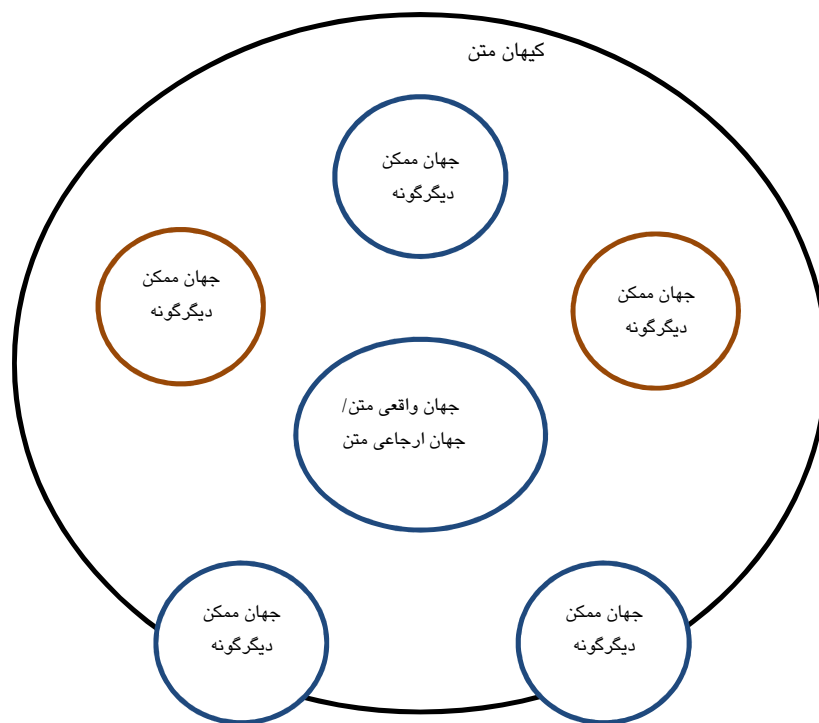 کیهان متن
جهان ممکن
دیگرگونه
جهان ممکن
دیگرگونه
جهان ممکن
دیگرگونه
جهان واقعی متن/
جهان ارجاعی متن
جهان ممکن
دیگرگونه
جهان ممکن
دیگرگونه